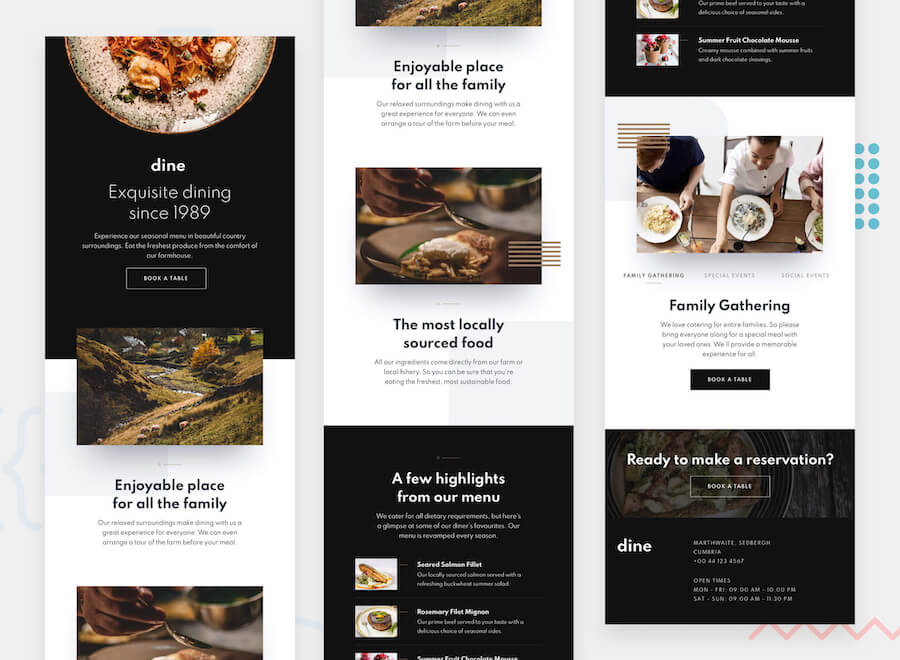 dine
Exquisite dining
since 1989
Experience our seasonal menu in beautiful country
surroundings. Eat the freshest produce from the comfort of
our farmhouse.
BOOK A TABLE
Enjoyable place
for all the family
Our relaxed surroundings make dining with us a
great experience for everyone. We can even
arrange a tour of the farm before your meal.
Enjoyable place
for all the family
Our relaxed surroundings make dining with us a
great experience for everyone. We can even
arrange a tour of the farm before your meal.
The most locally
sourced food
All our ingredients come directly from our farm or
local fishery. So you can be sure that you're
eating the freshest, most sustainable food.
A few highlights
from our menu
We cater for all dietary requirements, but here's
a glimpse at some of our diner's favourites. Our
menu is revamped every season.
Seared Salmon Fillet
Our locally sourced salmon served with a
refreshing buckwheat summer salad.
Rosemary Filet Mignon
Our prime beef served to your taste with a
delicious choice of seasonal sides.
Summer Fruit Chocolate Mousse
Our prime beef served to your taste with a
delicious choice of seasonal sides.
Summer Fruit Chocolate Mousse
Creamy mousse combined with summer fruits
and dark chocolate shavings.
FAMILY GATHERING
SPECIAL EVENTS
SOCIAL EVENTS
Family Gathering
We love catering for entire families. So please
bring everyone along for a special meal with
your loved ones. We'll provide a memorable
experience for all.
BOOK A TABLE
Ready to make a reservation?
BOOK A TABLE
dine
MARTHWAITE, SEDBERGH
CUMBRIA
+00 44 123 4567
OPEN TIMES
MON - FRI: 09:00 AM - 10:00 PM
SAT - SUN: 09:00 AM - 11:30 PM